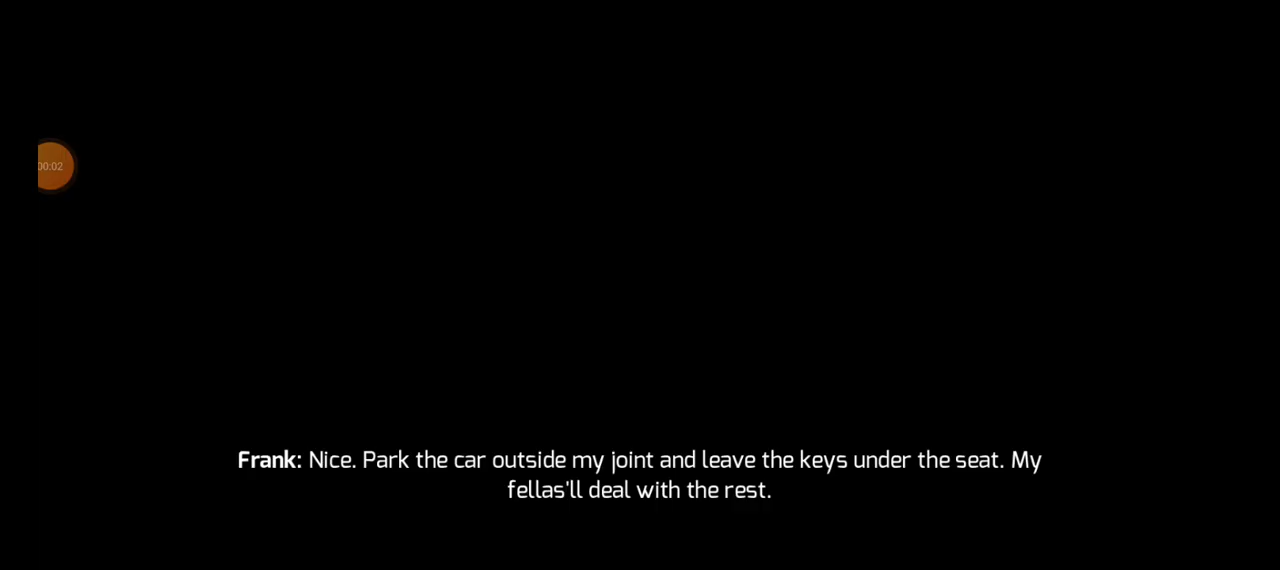 00:02
Frank: Nice. Park the car outside my joint and leave the keys under the seat. My
fellas'll deal with the rest.